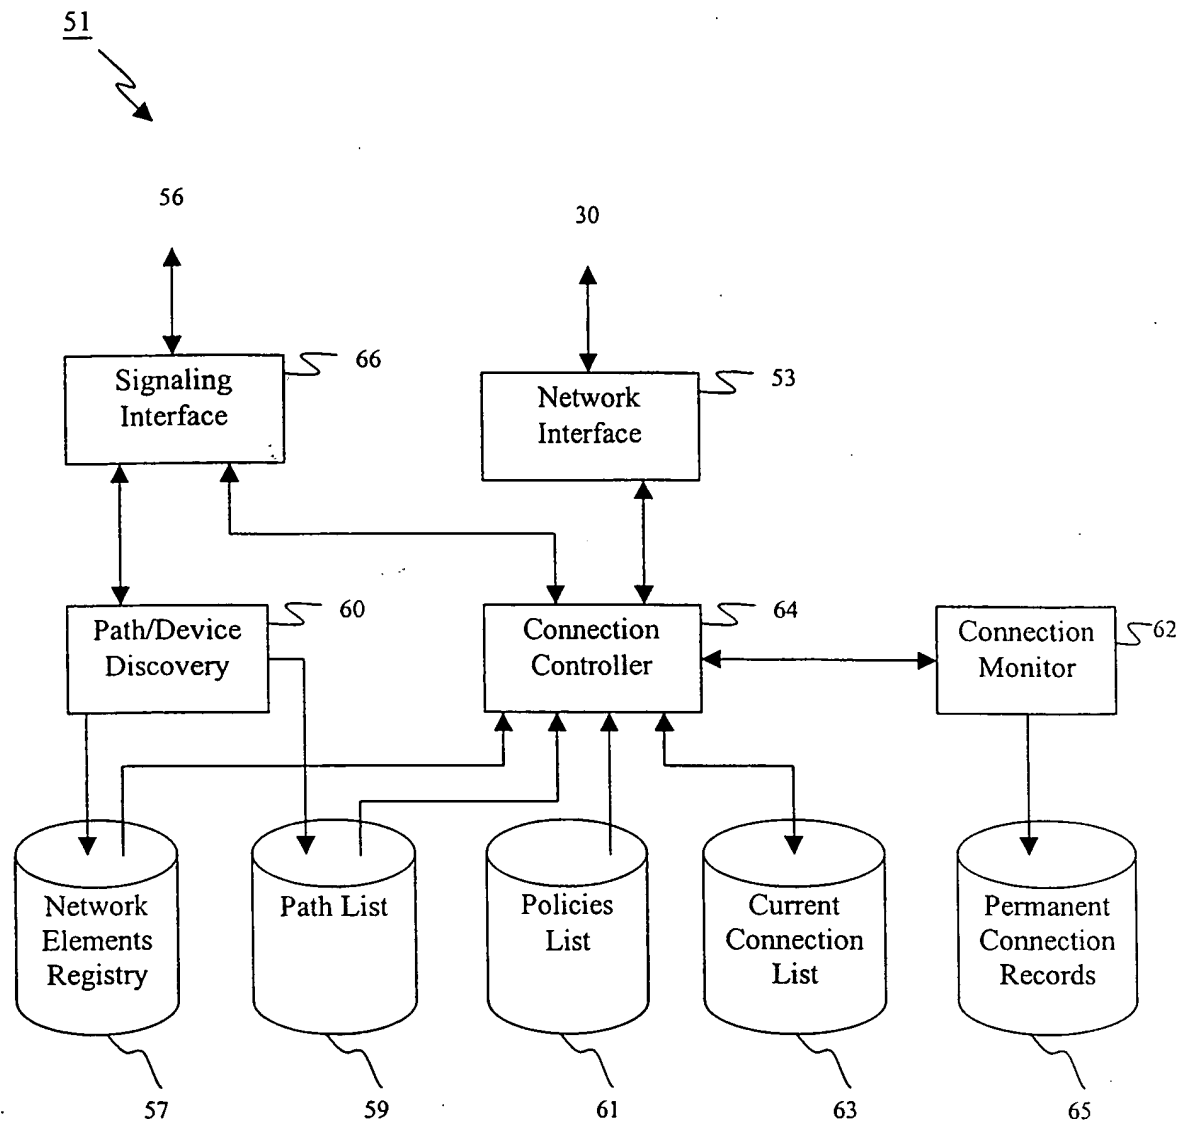 51
56
30
66
Signaling
Interface
53
Network
Interface
60
Path/Device
Discovery
64
Connection
Controller
62
Connection
Monitor
Network
Elements
Registry
Path List
Policies
List
Current
Connection
List
Permanent
Connection
Records
57
59
61
63
65